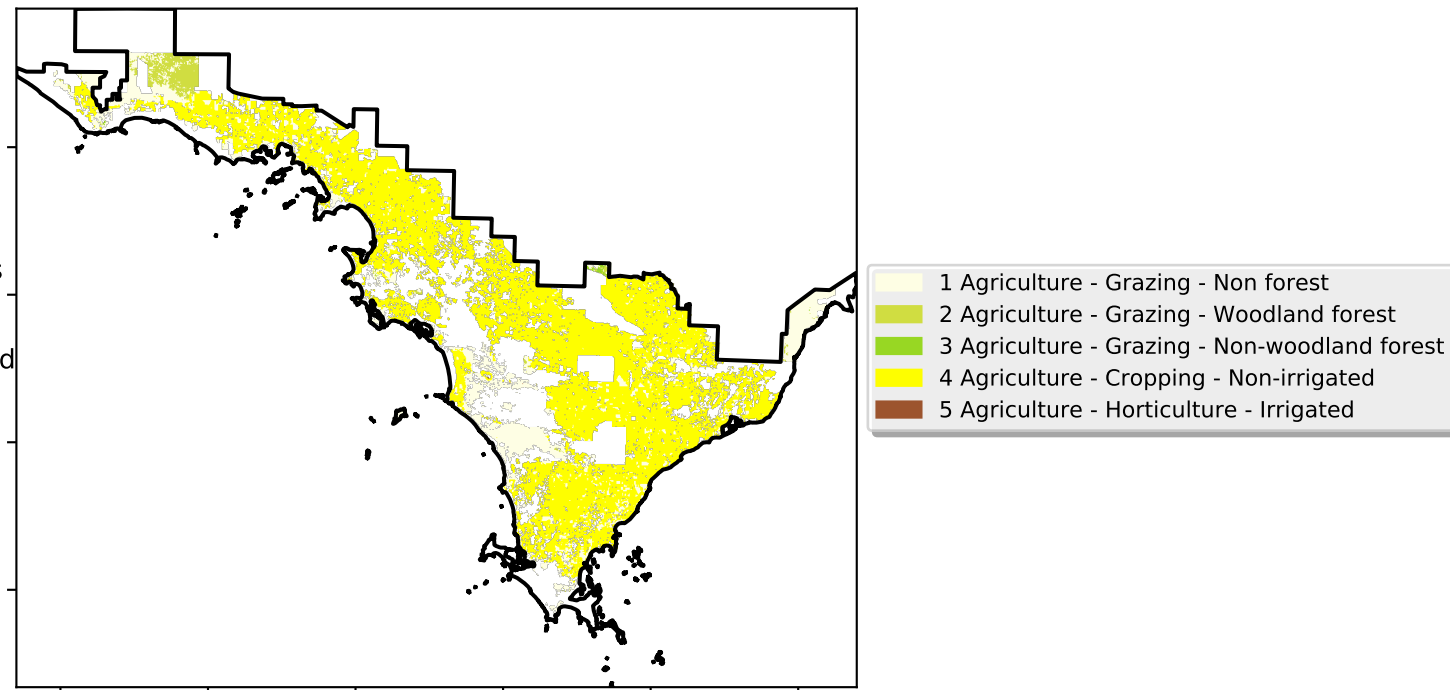 d
1 Agriculture - Grazing - Non forest
2 Agriculture - Grazing - Woodland forest
3 Agriculture - Grazing - Non-woodland forest
4 Agriculture - Cropping - Non-irrigated
5 Agriculture - Horticulture - Irrigated